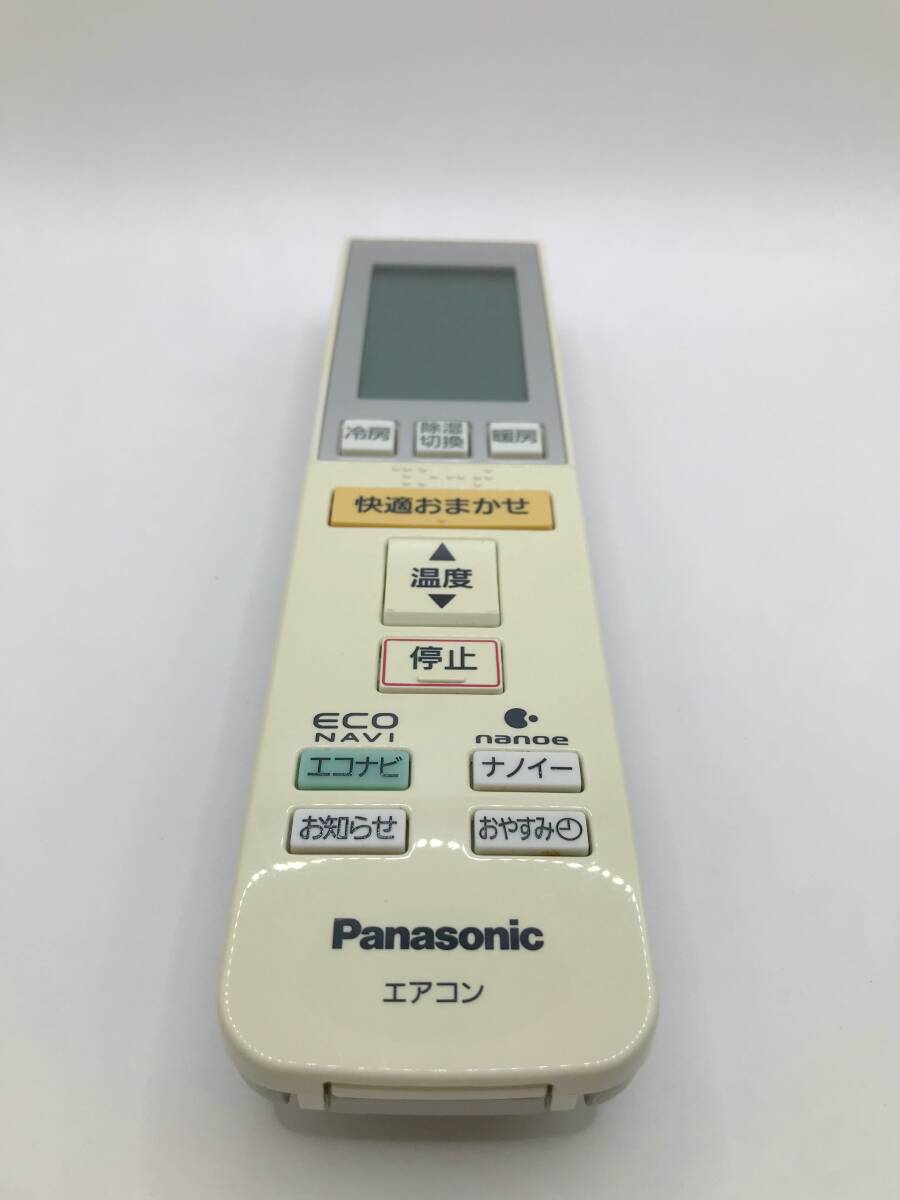 冷房 除湿切換 暖房
快適おまかせ
▲
温度
▼
停止
ECO NAVI
nanoe
エコナビ ナノイー
お知らせ おやすみ
Panasonic
エアコン